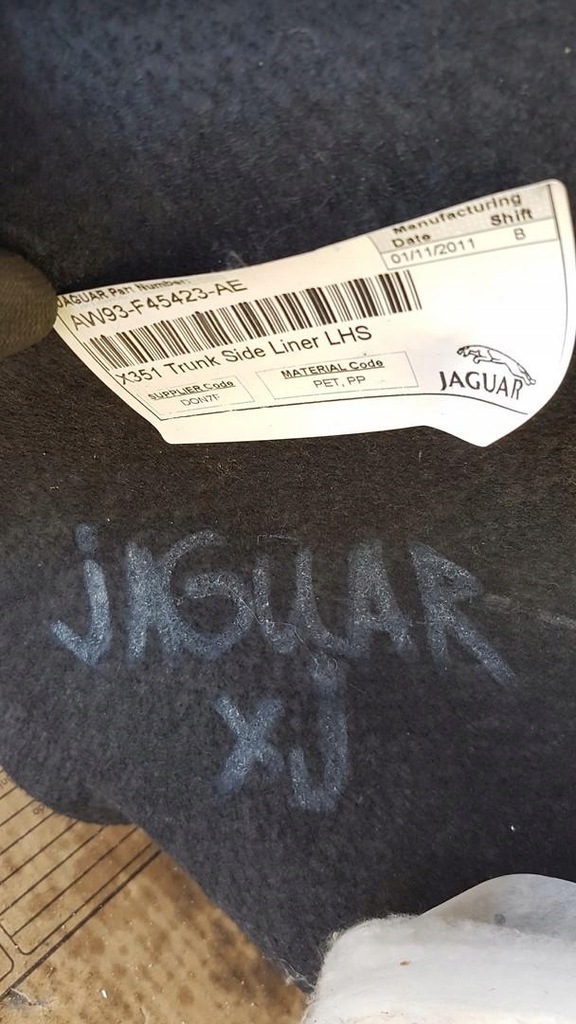 Manufacturing
Date Shift
01/11/2011 B
JAGUAR Part Number:
AW93-F45423-AE
X351 Trunk Side Liner LHS
SUPPLIER Code
DON7F
MATERIAL Code
PET, PP
JAGUAR
jAGUAR
xJ